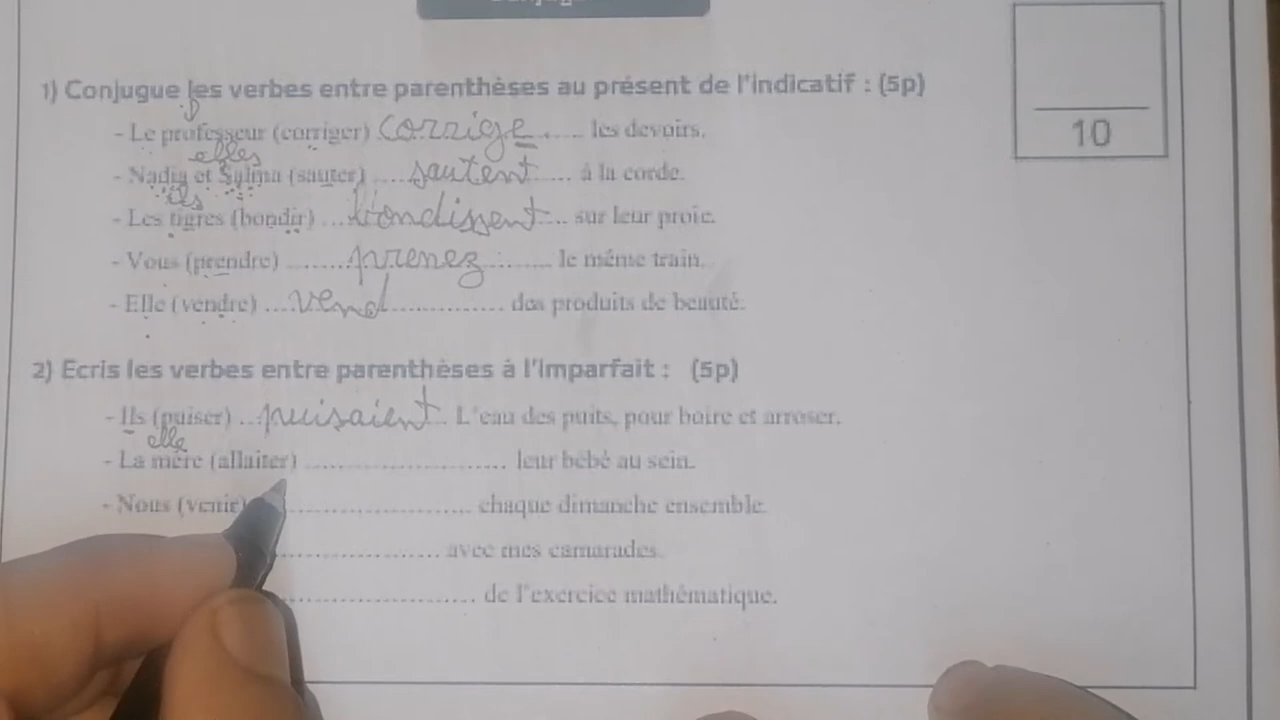 1) Conjugue les verbes entre parenthèses au présent de l'indicatif : (5p)
10
- Le professeur (corriger) corrige ..... les devoirs.
elles
- Nadia et Salma (sauter) .... sautent ... à la corde.
ils
- Les tigres (bondir) ... bondissent .. sur leur proie.
- Vous (prendre) ....... prenez ....... le même train.
- Elle (vendre) .... vend ............. des produits de beauté.
2) Ecris les verbes entre parenthèses à l'imparfait : (5p)
- Ils (puiser) ... puisaient . L'eau des puits, pour boire et arroser.
elle
- La mère (allaiter) .......................... leur bébé au sein.
- Nous (venir) ....................... chaque dimanche ensemble.
..................... avec mes camarades.
........................ de l'exercice mathématique.